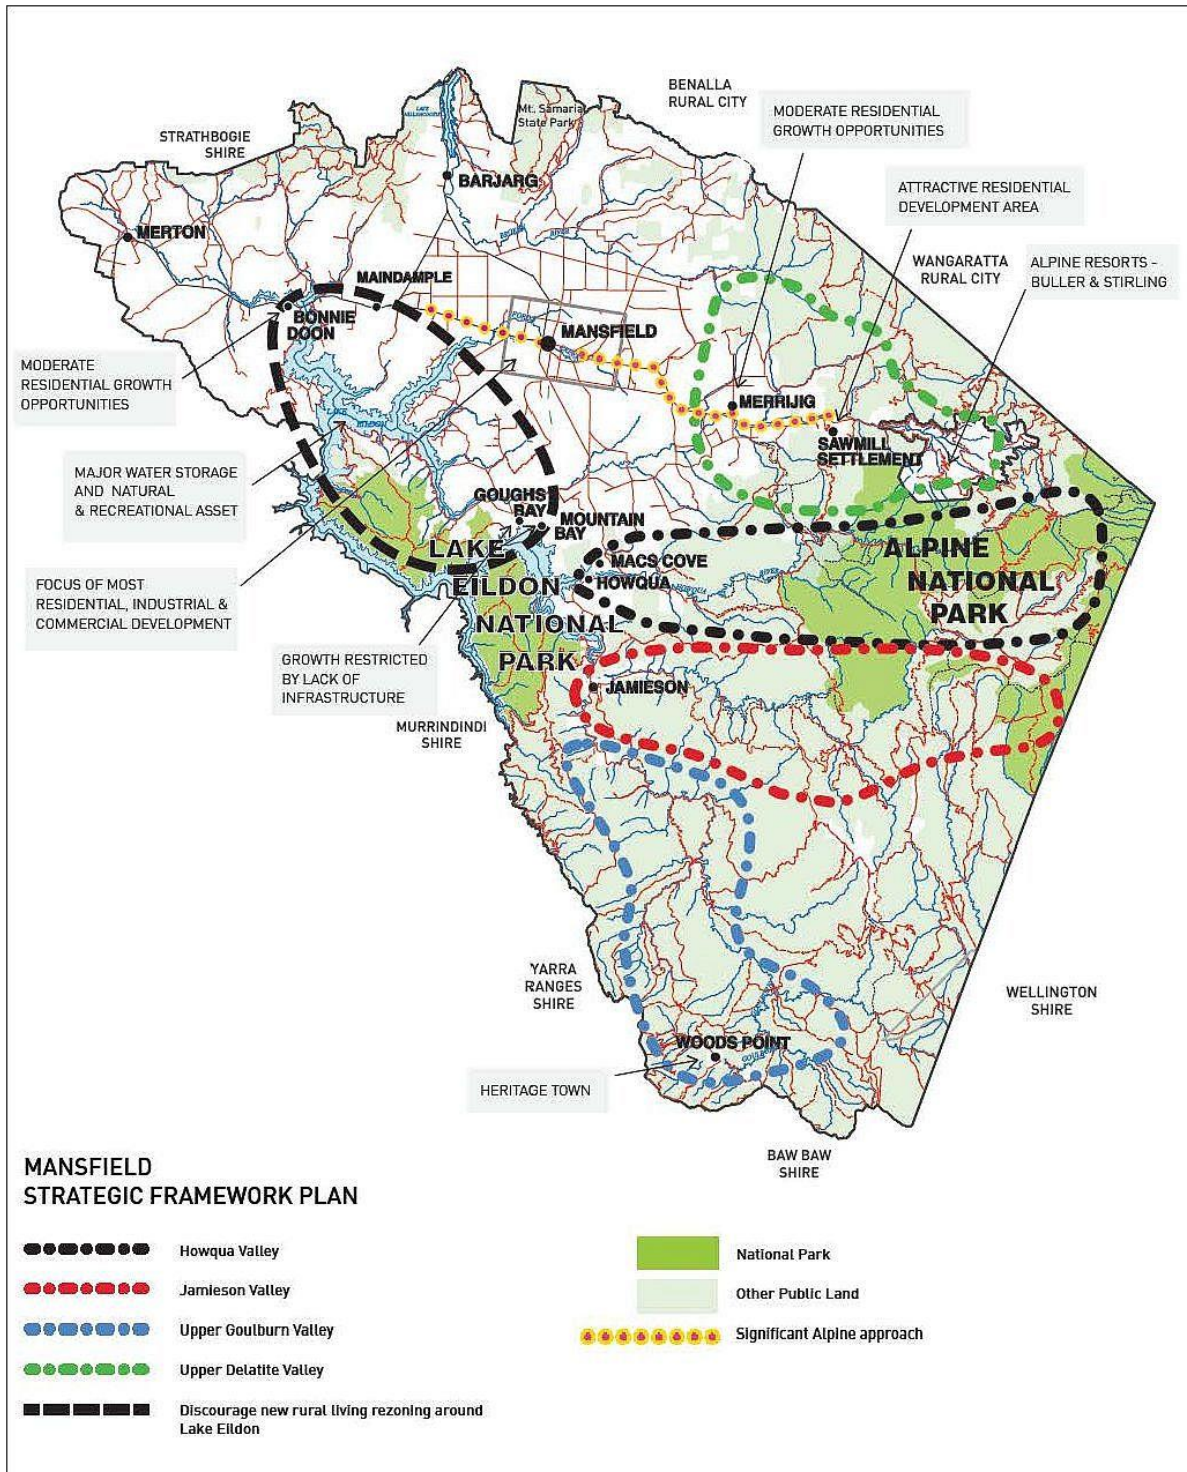 BENALLA
RURAL CITY
Mt. Samaria
State Park
MODERATE RESIDENTIAL
GROWTH OPPORTUNITIES
STRATHBOGIE
SHIRE
BARJARG
ATTRACTIVE RESIDENTIAL
DEVELOPMENT AREA
MERTON
RIVER
WANGARATTA
RURAL CITY
ALPINE RESORTS -
BULLER & STIRLING
MAINDAMPLE
BONNIE
DOON
MANSFIELD
MODERATE
RESIDENTIAL GROWTH
OPPORTUNITIES
MERRIJIG
LAKE
EILDON
SAWMILL
SETTLEMENT
MAJOR WATER STORAGE
AND NATURAL
& RECREATIONAL ASSET
GOUGHS
BAY
MOUNTAIN
BAY
LAKE
EILDON
NATIONAL
PARK
ALPINE
NATIONAL
PARK
MACS COVE
HOWQUA
RIVER
FOCUS OF MOST
RESIDENTIAL, INDUSTRIAL &
COMMERCIAL DEVELOPMENT
GROWTH RESTRICTED
BY LACK OF
INFRASTRUCTURE
JAMIESON
MURRINDINDI
SHIRE
YARRA
RANGES
SHIRE
WELLINGTON
SHIRE
WOODS POINT
HERITAGE TOWN
BAW BAW
SHIRE
MANSFIELD
STRATEGIC FRAMEWORK PLAN
Howqua Valley
Jamieson Valley
Upper Goulburn Valley
Upper Delatite Valley
Discourage new rural living rezoning around
Lake Eildon
National Park
Other Public Land
Significant Alpine approach